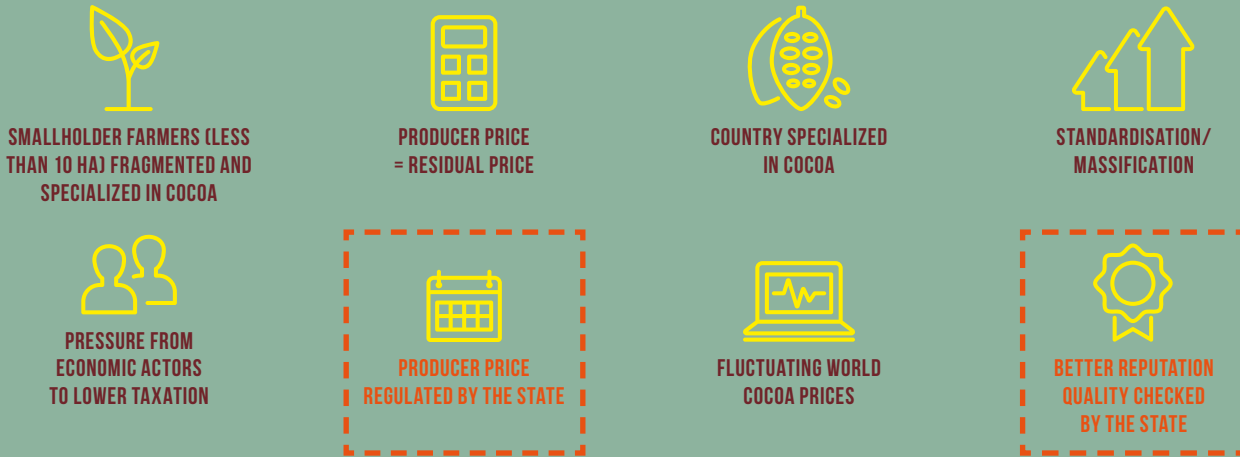 SMALLHOLDER FARMERS (LESS
THAN 10 HA) FRAGMENTED AND
SPECIALIZED IN COCOA
PRODUCER PRICE
= RESIDUAL PRICE
COUNTRY SPECIALIZED
IN COCOA
STANDARDISATION/
MASSIFICATION
PRESSURE FROM
ECONOMIC ACTORS
TO LOWER TAXATION
PRODUCER PRICE
REGULATED BY THE STATE
FLUCTUATING WORLD
COCOA PRICES
BETTER REPUTATION
QUALITY CHECKED
BY THE STATE